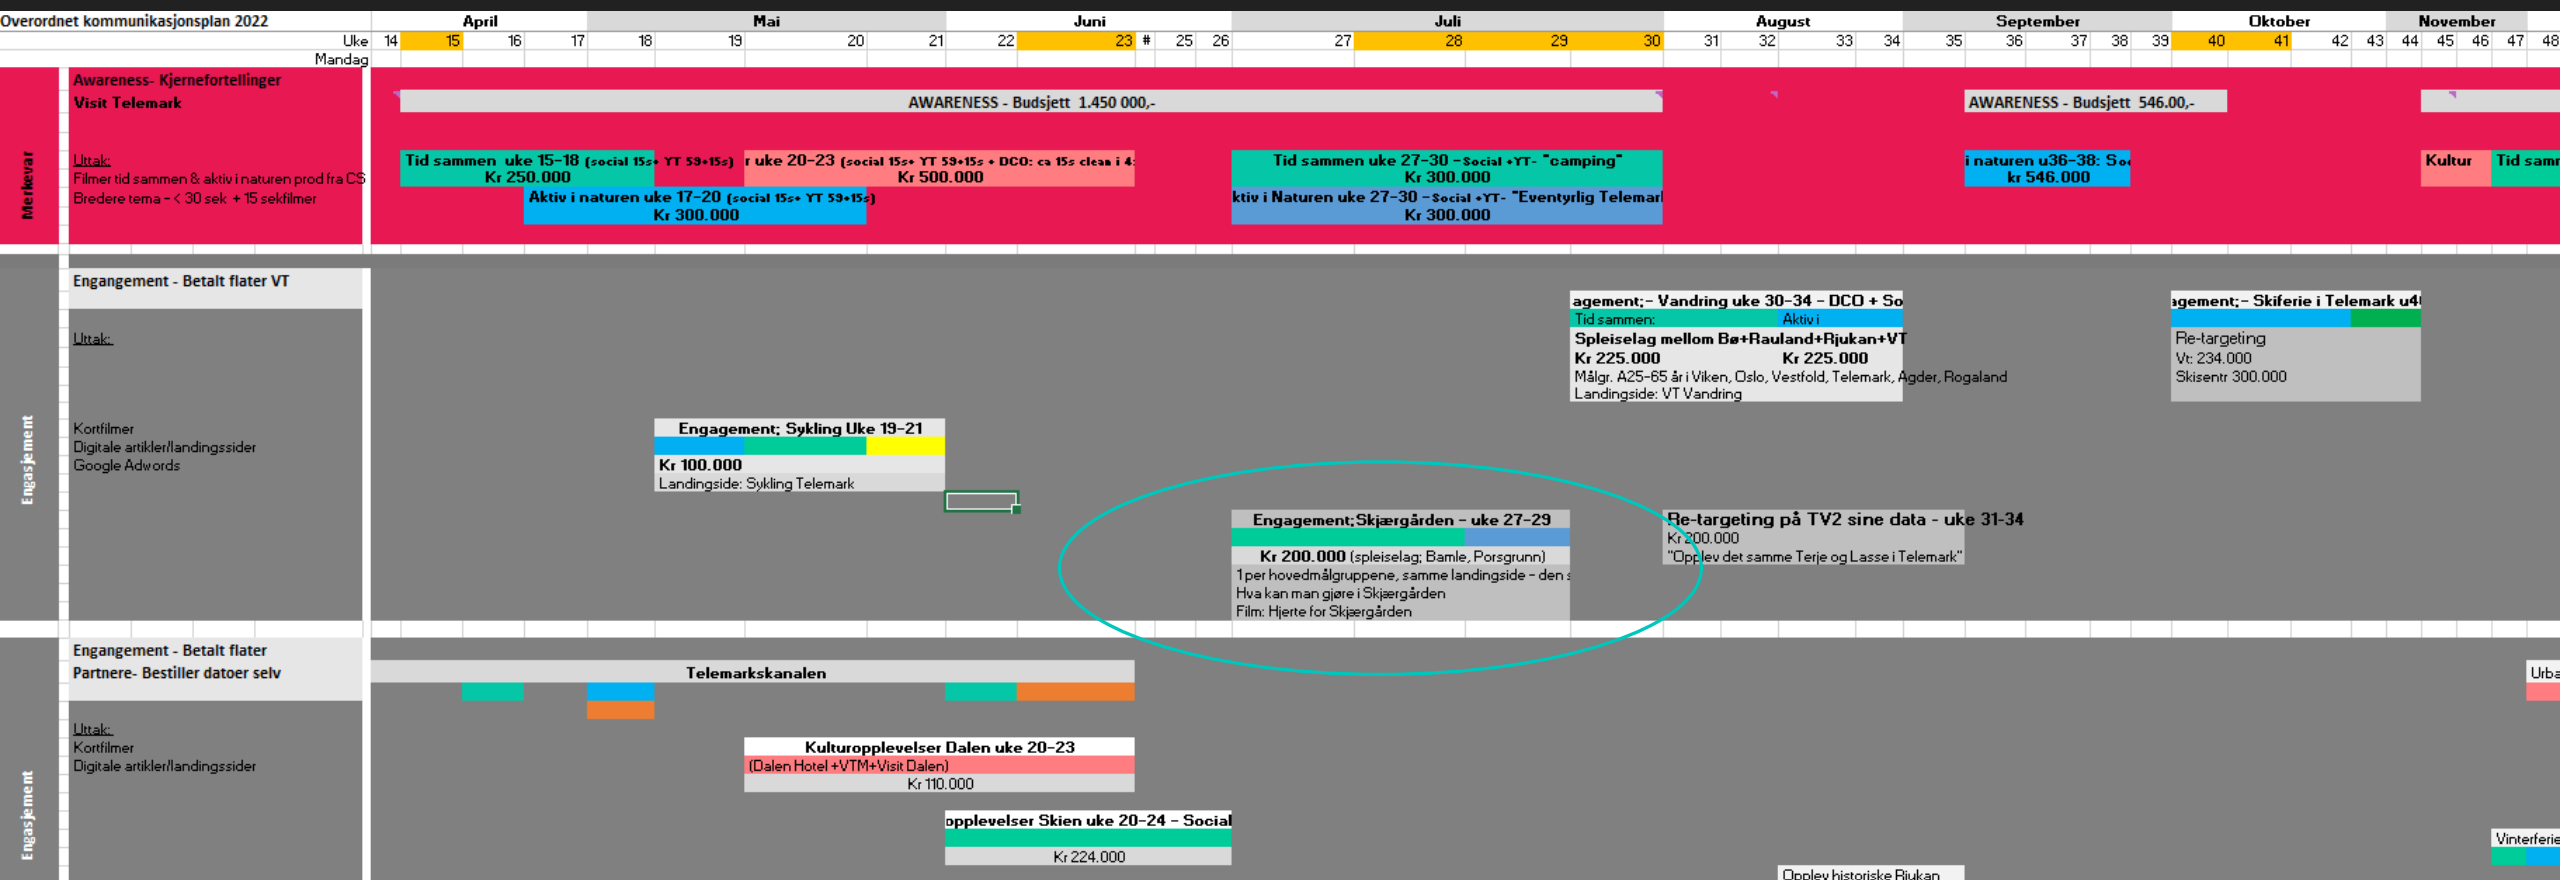 Overordnet kommunikasjonsplan 2022 April Mai Juni Juli August September Oktober November
Uke 14 15 16 17 18 19 20 21 22 23 # 25 26 27 28 29 30 31 32 33 34 35 36 37 38 39 40 41 42 43 44 45 46 47 48
Mandag
Merkevar
Awareness- Kjernefortellinger
Visit Telemark
AWARENESS - Budsjett 1.450 000,-
AWARENESS - Budsjett 546.00,-
Uttak:
Filmer tid sammen & aktiv i naturen prod fra CS
Bredere tema - < 30 sek + 15 sekfilmer
Tid sammen uke 15-18 (social 15s+ YT 59+15s)
Kr 250.000
r uke 20-23 (social 15s+ YT 59+15s + DCO: ca 15s clean i 4:
Kr 500.000
Tid sammen uke 27-30 -Social +YT- "camping"
Kr 300.000
i naturen u36-38: So
kr 546.000
Kultur
Tid samm
Aktiv i naturen uke 17-20 (social 15s+ YT 59+15s)
Kr 300.000
ktiv i Naturen uke 27-30 -Social +YT- "Eventyrlig Telemar
Kr 300.000
Engasjement
Engangement - Betalt flater VT
Uttak:
Kortfilmer
Digitale artikler/landingssider
Google Adwords
agement;- Vandring uke 30-34 - DCO + So
Tid sammen: Aktiv i
Spleiselag mellom Bø+Rauland+Rjukan+VT
Kr 225.000 Kr 225.000
Målgr. A25-65 år i Viken, Oslo, Vestfold, Telemark, Agder, Rogaland
Landingside: VT Vandring
agement;- Skiferie i Telemark u4
Re-targeting
Vt: 234.000
Skisentr 300.000
Engagement; Sykling Uke 19-21
Kr 100.000
Landingside: Sykling Telemark
Engagement;Skjærgården - uke 27-29
Kr 200.000 (spleiselag; Bamle, Porsgrunn)
1 per hovedmålgruppene, samme landingside - den s
Hva kan man gjøre i Skjærgården
Film: Hjerte for Skjærgården
Re-targeting på TV2 sine data - uke 31-34
Kr 200.000
"Opplev det samme Terje og Lasse i Telemark"
Engasjement
Engangement - Betalt flater
Partnere- Bestiller datoer selv
Uttak:
Kortfilmer
Digitale artikler/landingssider
Telemarkskanalen
Urba
Kulturopplevelser Dalen uke 20-23
(Dalen Hotel +VTM+Visit Dalen)
Kr 110.000
opplevelser Skien uke 20-24 - Social
Kr 224.000
Vinterferie
Opplev historiske Rjukan